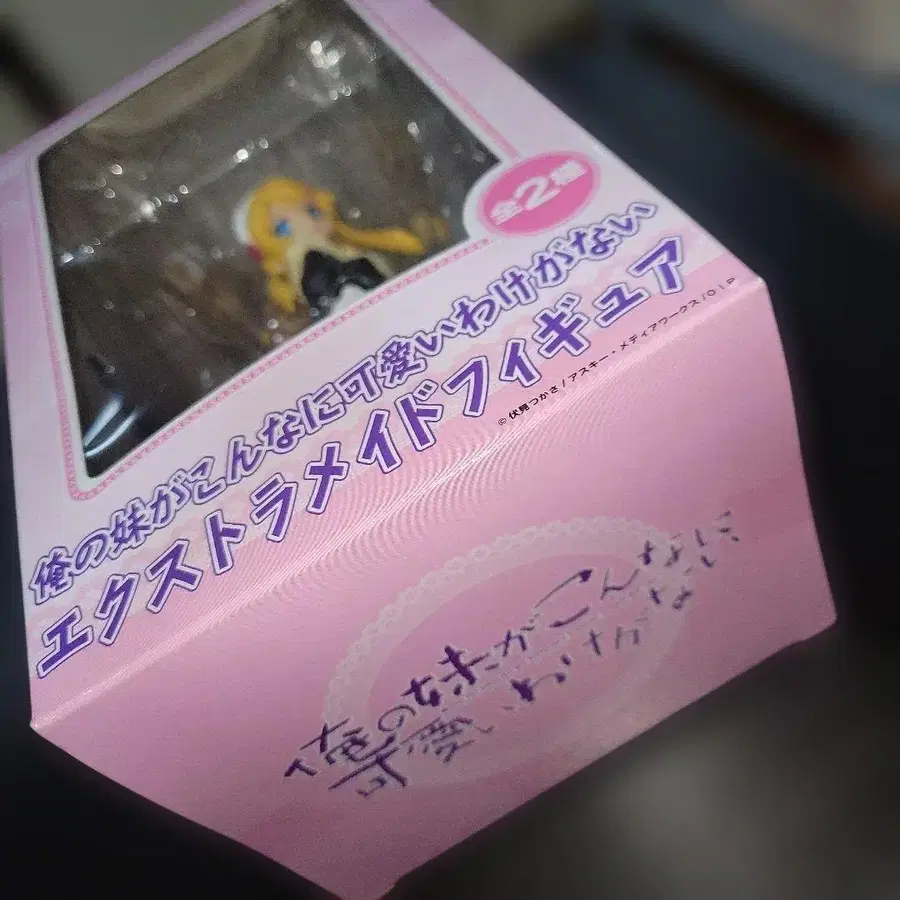 全2種
俺の妹がこんなに可愛いわけがない
エクストラメイドフィギュア
©伏見つかさ/アスキー・メディアワークス/OIP
俺の妹がこんなに
可愛いわけがない